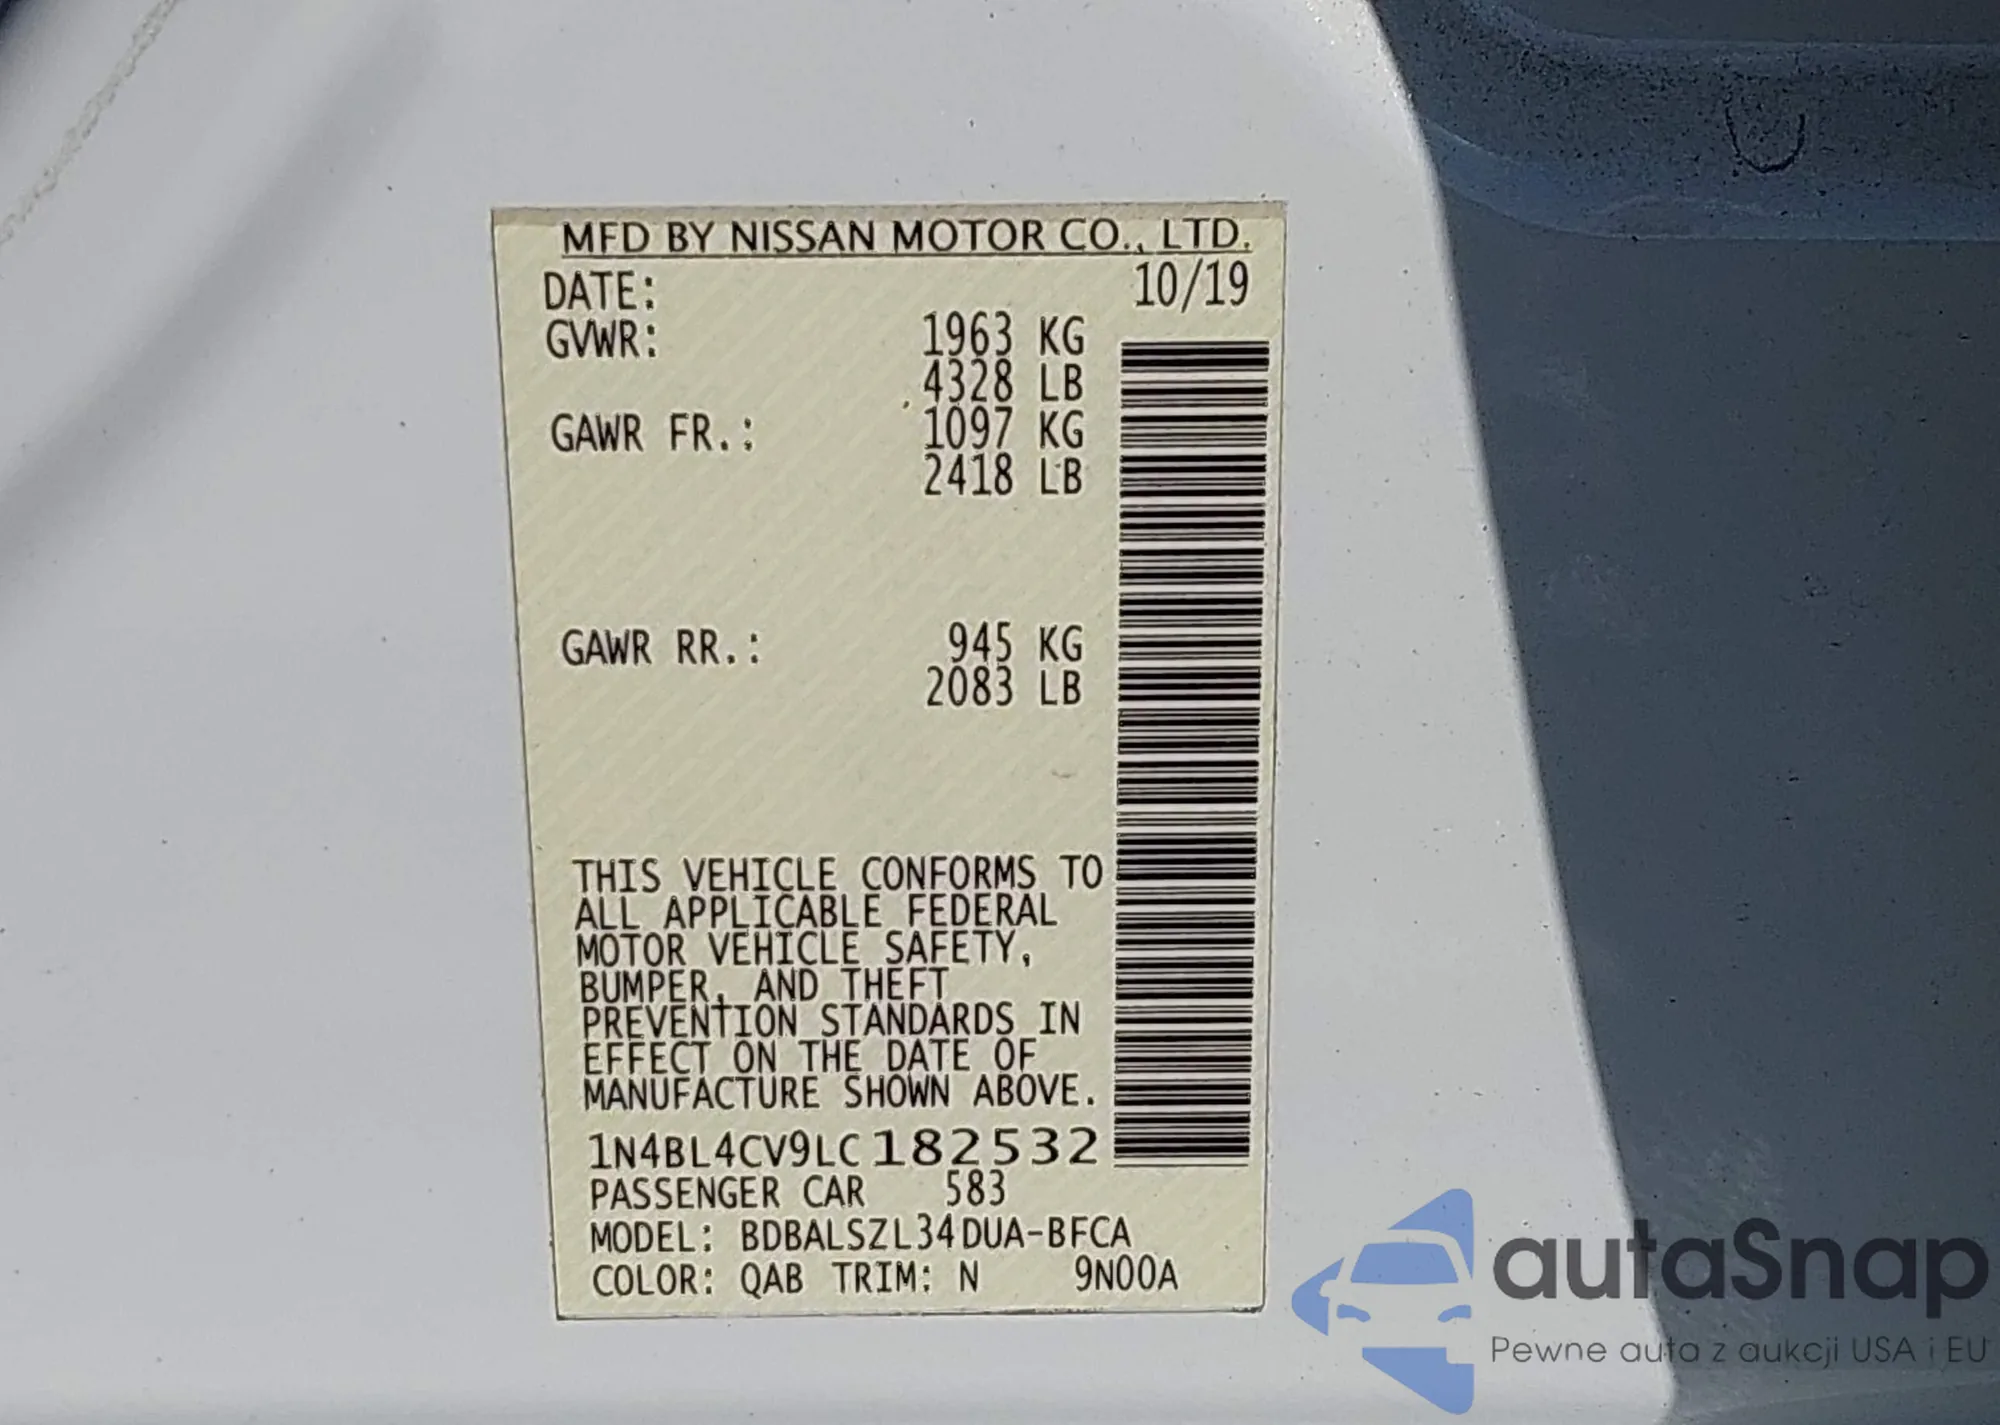 MFD BY NISSAN MOTOR CO., LTD.
DATE: 10/19
GVWR: 1963 KG
4328 LB
GAWR FR.: 1097 KG
2418 LB
GAWR RR.: 945 KG
2083 LB
THIS VEHICLE CONFORMS TO
ALL APPLICABLE FEDERAL
MOTOR VEHICLE SAFETY,
BUMPER, AND THEFT
PREVENTION STANDARDS IN
EFFECT ON THE DATE OF
MANUFACTURE SHOWN ABOVE.
1N4BL4CV9LC182532
PASSENGER CAR 583
MODEL: BDBALSZL34DUA-BFCA
COLOR: QAB TRIM: N 9N00A
autaSnap
Pewne auta z aukcji USA i EU